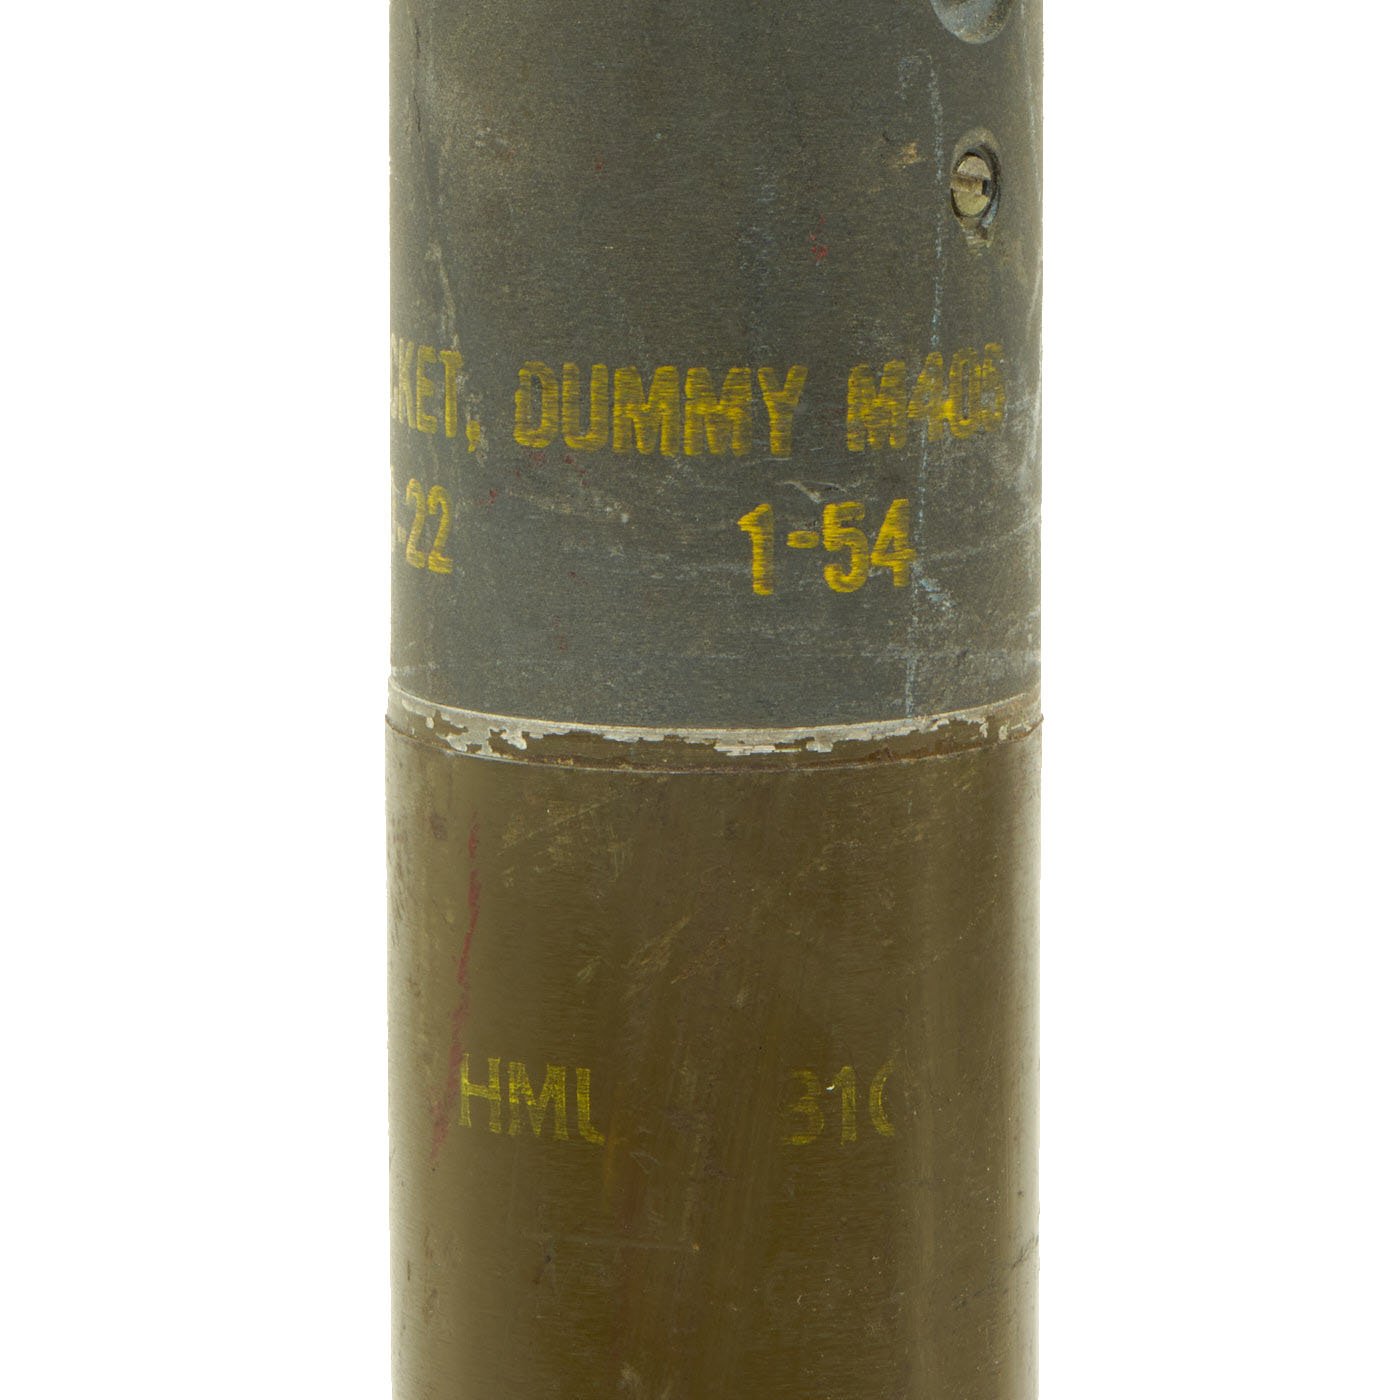 CKET, DUMMY M40
-22 1-54
HML 31